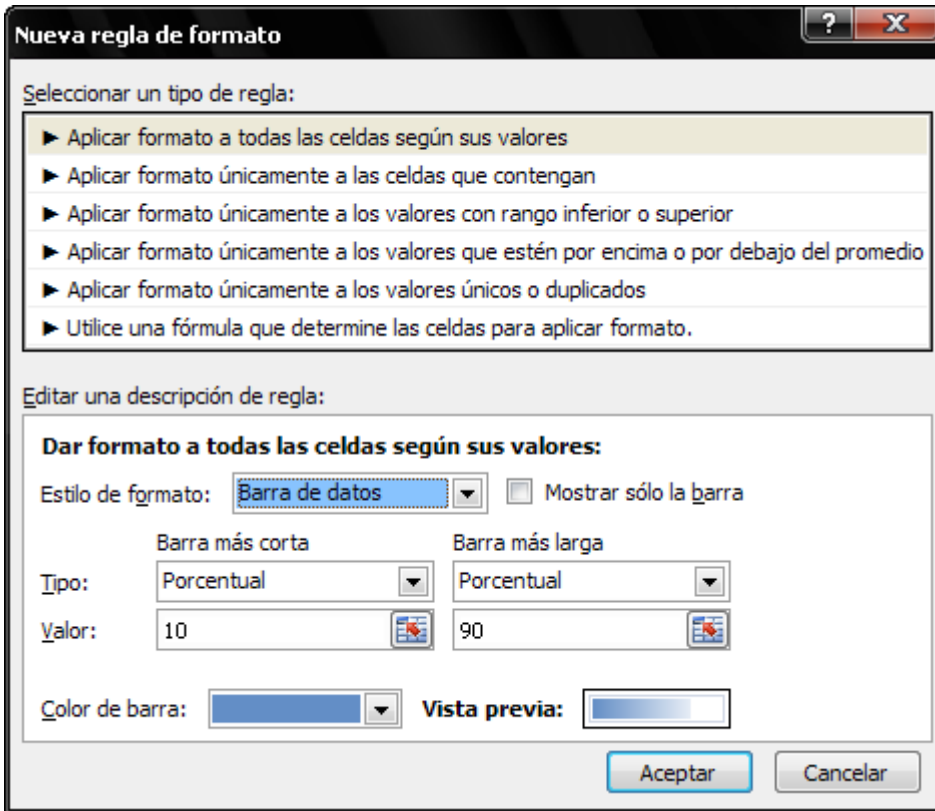 Nueva regla de formato
Seleccionar un tipo de regla:
► Aplicar formato a todas las celdas según sus valores
► Aplicar formato únicamente a las celdas que contengan
► Aplicar formato únicamente a los valores con rango inferior o superior
► Aplicar formato únicamente a los valores que estén por encima o por debajo del promedio
► Aplicar formato únicamente a los valores únicos o duplicados
► Utilice una fórmula que determine las celdas para aplicar formato.
Editar una descripción de regla:
Dar formato a todas las celdas según sus valores:
Estilo de formato: Barra de datos Mostrar sólo la barra
Barra más corta Barra más larga
Tipo: Porcentual Porcentual
Valor: 10 90
Color de barra: Vista previa:
Aceptar Cancelar